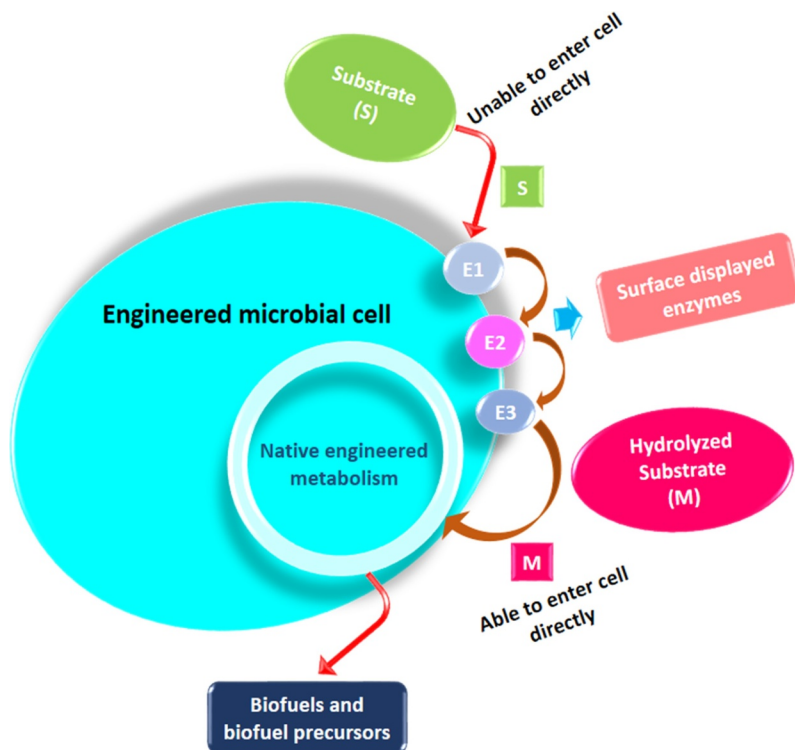 Substrate
(S)
Unable to enter cell
directly
S
E1
Surface displayed
enzymes
Engineered microbial cell
E2
E3
Hydrolyzed
Substrate
(M)
Native engineered
metabolism
M
Able to enter cell
directly
Biofuels and
biofuel precursors